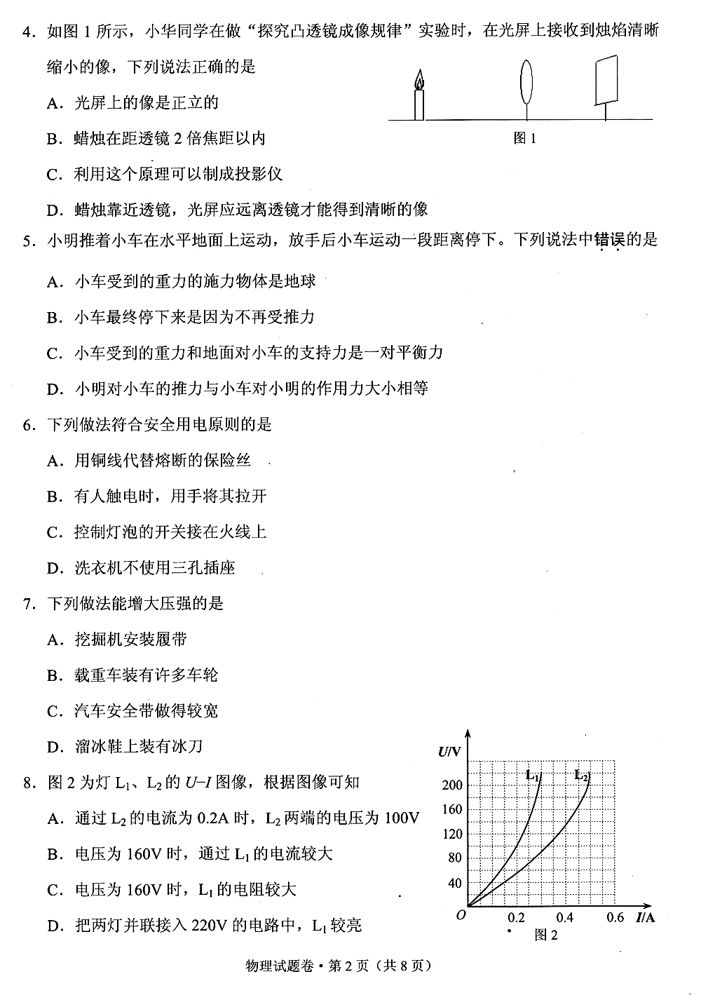 4．如图 1 所示，小华同学在做“探究凸透镜成像规律”实验时，在光屏上接收到烛焰清晰
缩小的像，下列说法正确的是
A．光屏上的像是正立的
B．蜡烛在距透镜 2 倍焦距以内
图 1
C．利用这个原理可以制成投影仪
D．蜡烛靠近透镜，光屏应远离透镜才能得到清晰的像
5．小明推着小车在水平地面上运动，放手后小车运动一段距离停下。下列说法中错误的是
A．小车受到的重力的施力物体是地球
B．小车最终停下来是因为不再受推力
C．小车受到的重力和地面对小车的支持力是一对平衡力
D．小明对小车的推力与小车对小明的作用力大小相等
6．下列做法符合安全用电原则的是
A．用铜线代替熔断的保险丝
B．有人触电时，用手将其拉开
C．控制灯泡的开关接在火线上
D．洗衣机不使用三孔插座
7．下列做法能增大压强的是
A．挖掘机安装履带
B．载重车装有许多车轮
C．汽车安全带做得较宽
D．溜冰鞋上装有冰刀
8．图 2 为灯 L₁、L₂的 U–I 图像，根据图像可知
A．通过 L₂的电流为 0.2A 时，L₂两端的电压为 100V
B．电压为 160V 时，通过 L₁的电流较大
C．电压为 160V 时，L₁的电阻较大
D．把两灯并联接入 220V 的电路中，L₁较亮
U/V
L₁ L₂
200
160
120
80
40
O 0.2 0.4 0.6 I/A
图 2
物理试题卷·第 2 页（共 8 页）